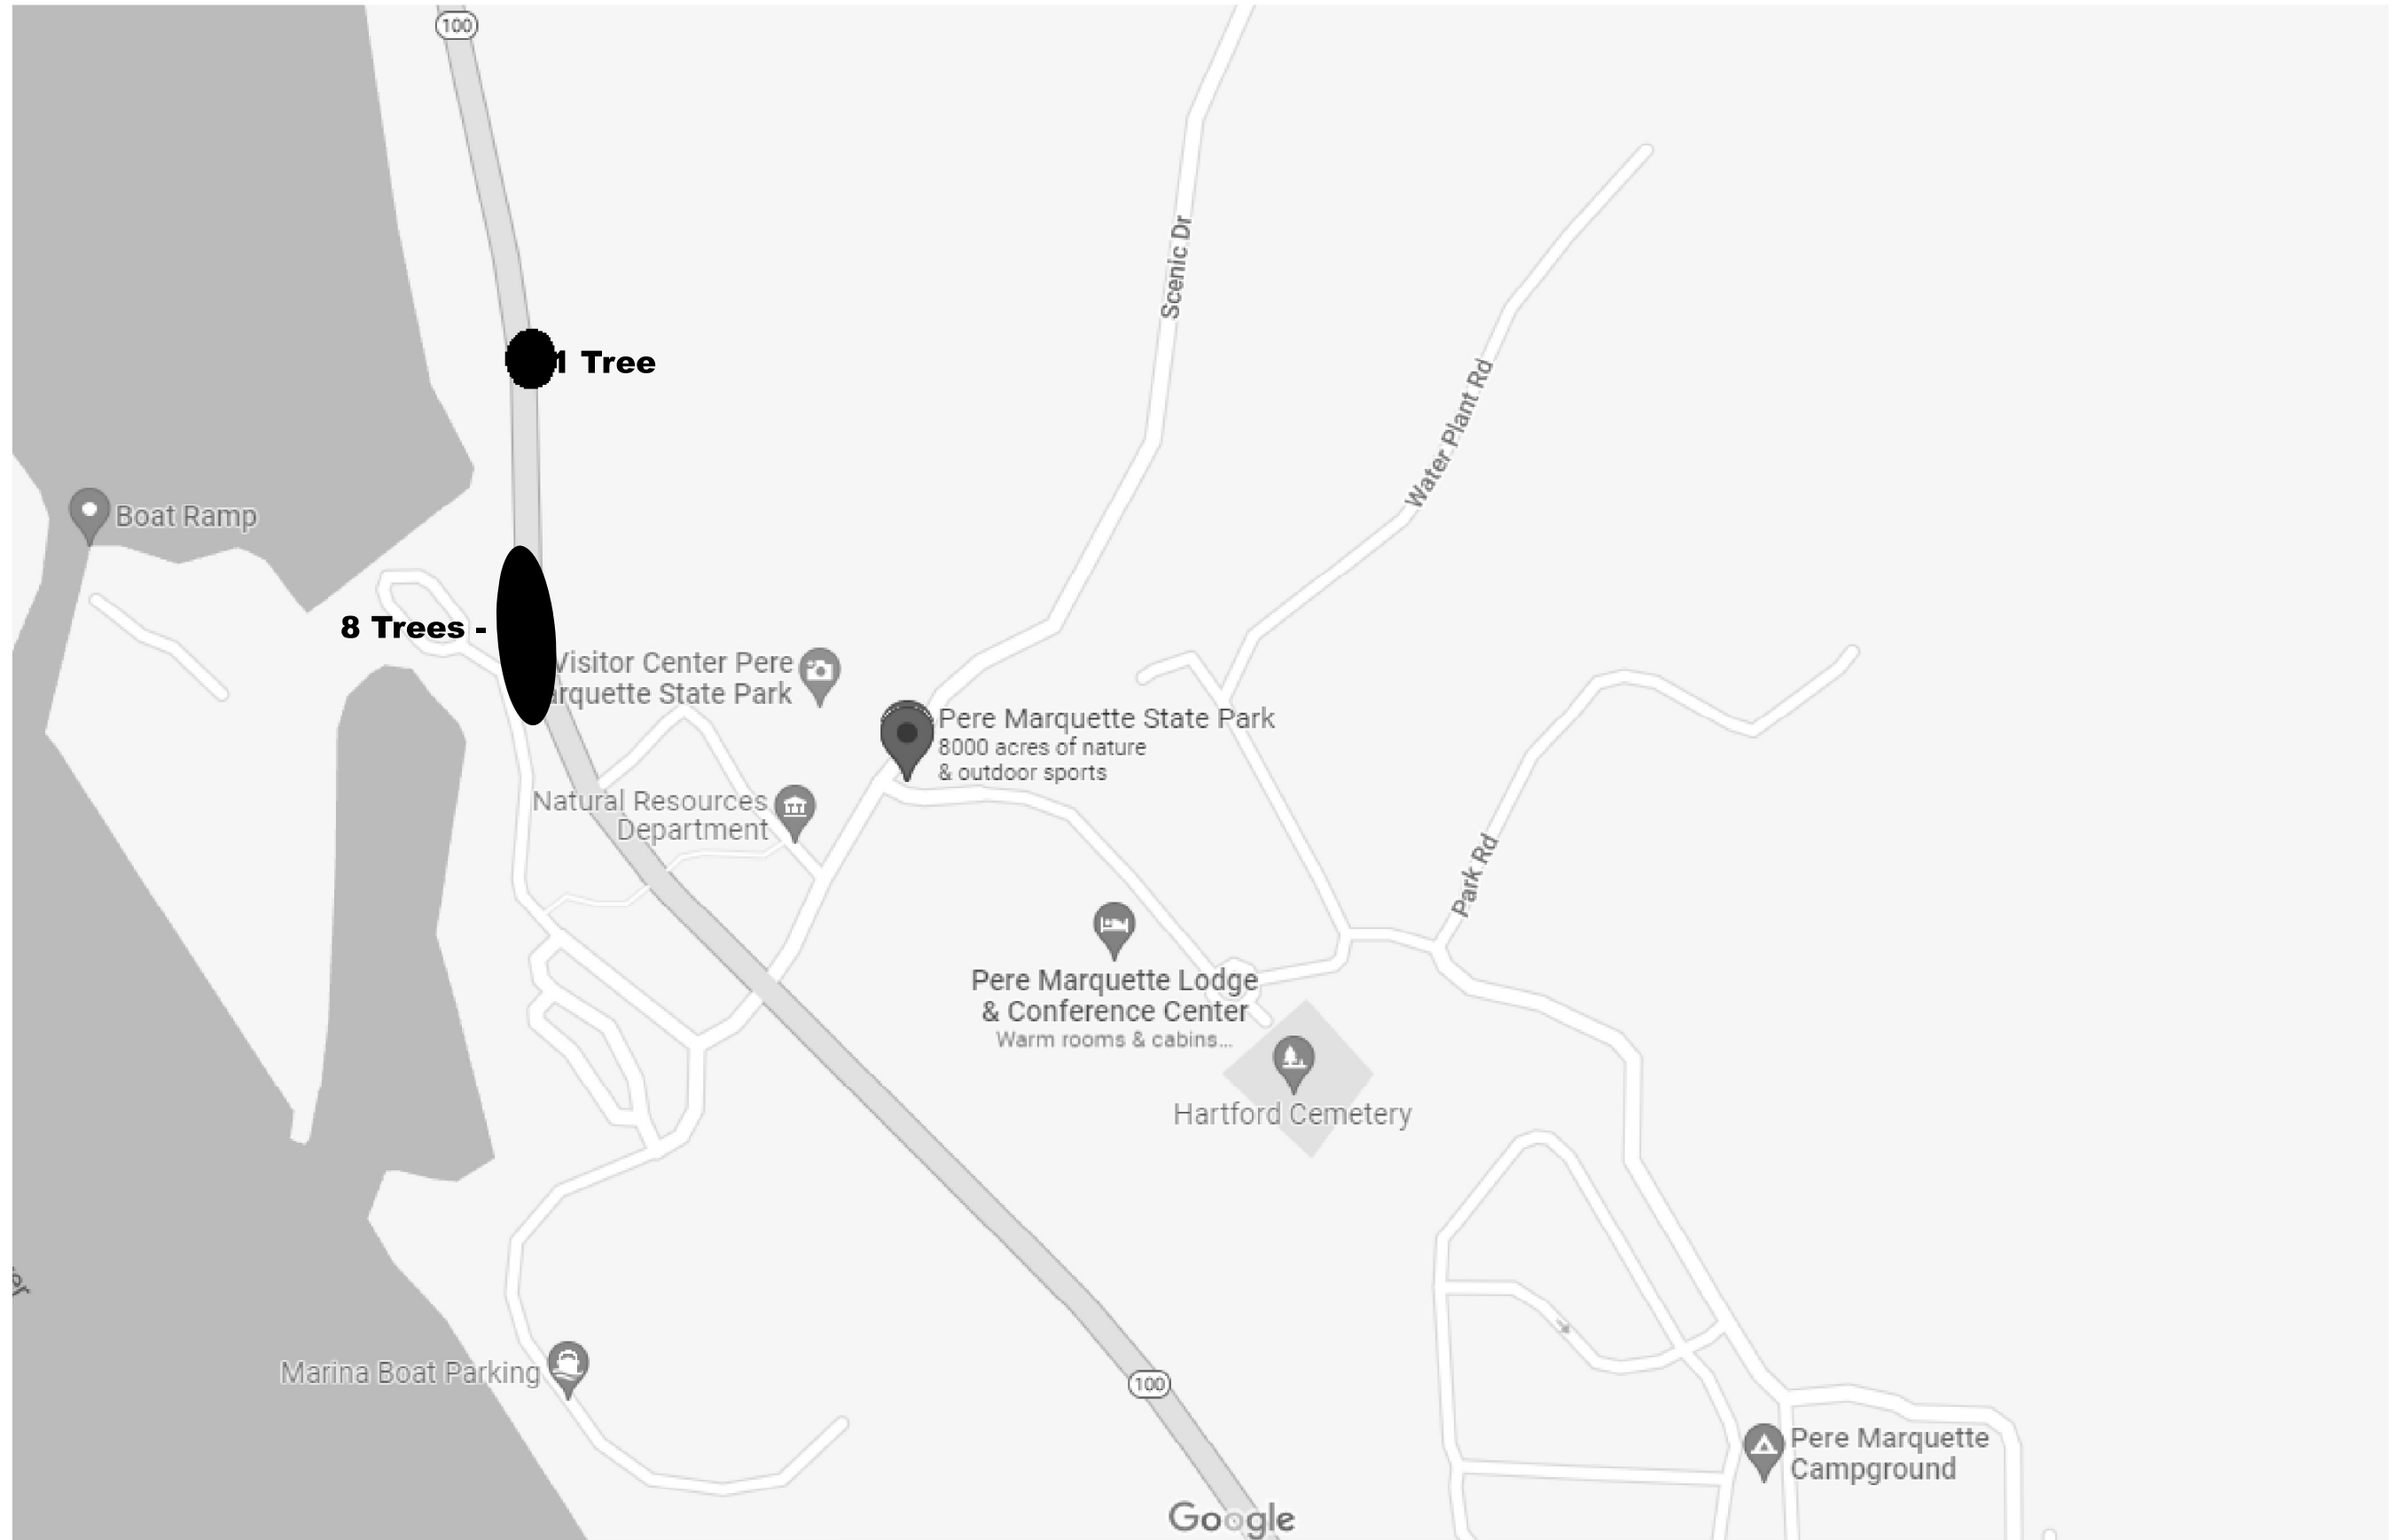 100
Scenic Dr
1 Tree
Water Plant Rd
Boat Ramp
8 Trees -
Visitor Center Pere
arquette State Park
Pere Marquette State Park
8000 acres of nature
& outdoor sports
Natural Resources
Department
Park Rd
Pere Marquette Lodge
& Conference Center
Warm rooms & cabins...
Hartford Cemetery
er
Marina Boat Parking
100
Pere Marquette
Campground
Google